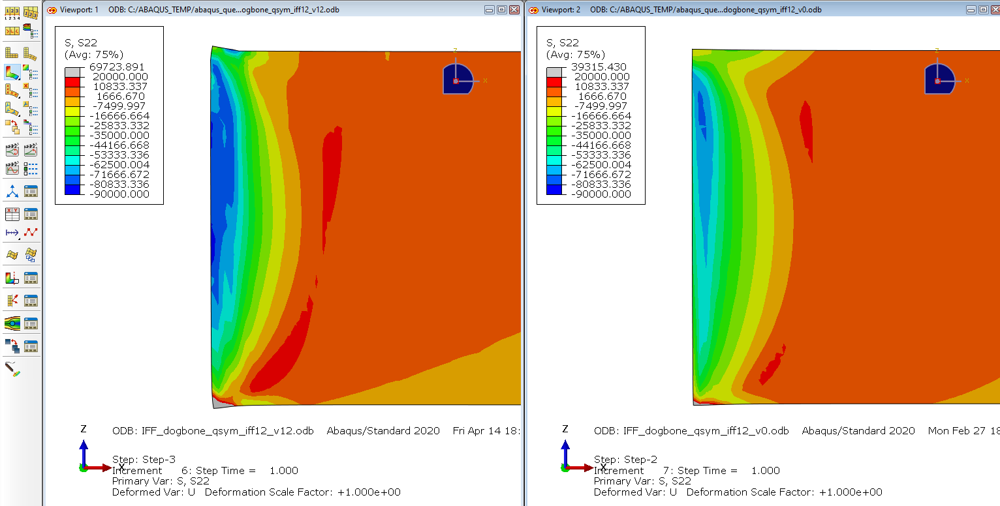 Viewport: 1 ODB: C:/ABAQUS_TEMP/abaqus_que...ogbone_qsym_iff12_v12.odb
S, S22
(Avg: 75%)
69723.891
20000.000
10833.337
1666.670
-7499.997
-16666.664
-25833.332
-35000.000
-44166.668
-53333.336
-62500.004
-71666.672
-80833.336
-90000.000
Z
X
Z
X
ODB: IFF_dogbone_qsym_iff12_v12.odb Abaqus/Standard 2020 Fri Apr 14 18:
Step: Step-3
Increment 6: Step Time = 1.000
Primary Var: S, S22
Deformed Var: U Deformation Scale Factor: +1.000e+00
Viewport: 2 ODB: C:/ABAQUS_TEMP/abaqus_que...dogbone_qsym_iff12_v0.odb
S, S22
(Avg: 75%)
39315.430
20000.000
10833.337
1666.670
-7499.997
-16666.664
-25833.332
-35000.000
-44166.668
-53333.336
-62500.004
-71666.672
-80833.336
-90000.000
Z
X
Z
X
ODB: IFF_dogbone_qsym_iff12_v0.odb Abaqus/Standard 2020 Mon Feb 27 18
Step: Step-2
Increment 7: Step Time = 1.000
Primary Var: S, S22
Deformed Var: U Deformation Scale Factor: +1.000e+00